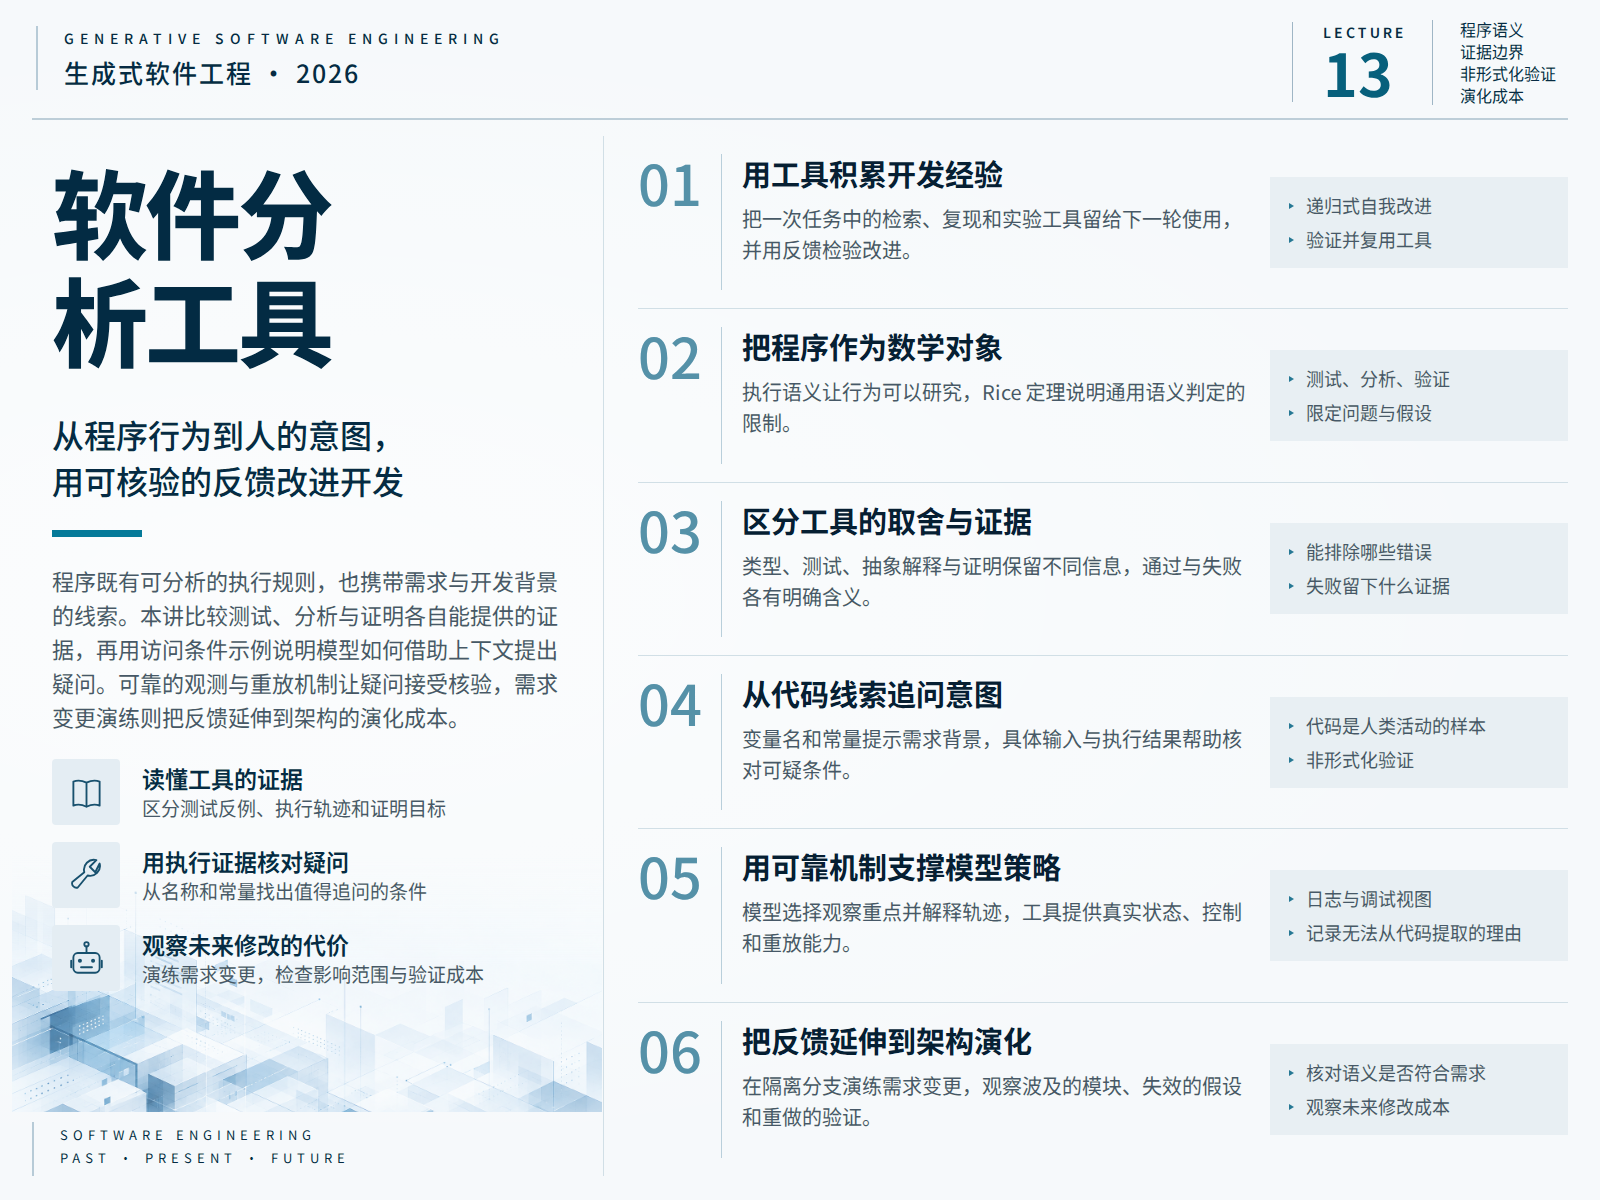 GENERATIVE SOFTWARE ENGINEERING
生成式软件工程 • 2026
LECTURE
13
程序语义
证据边界
非形式化验证
演化成本
软件分
析工具
从程序行为到人的意图，
用可核验的反馈改进开发
程序既有可分析的执行规则，也携带需求与开发背景
的线索。本讲比较测试、分析与证明各自能提供的证
据，再用访问条件示例说明模型如何借助上下文提出
疑问。可靠的观测与重放机制让疑问接受核验，需求
变更演练则把反馈延伸到架构的演化成本。
读懂工具的证据
区分测试反例、执行轨迹和证明目标
用执行证据核对疑问
从名称和常量找出值得追问的条件
观察未来修改的代价
演练需求变更，检查影响范围与验证成本
SOFTWARE ENGINEERING
PAST • PRESENT • FUTURE
01
用工具积累开发经验
把一次任务中的检索、复现和实验工具留给下一轮使用，
并用反馈检验改进。
递归式自我改进
验证并复用工具
02
把程序作为数学对象
执行语义让行为可以研究，Rice 定理说明通用语义判定的
限制。
测试、分析、验证
限定问题与假设
03
区分工具的取舍与证据
类型、测试、抽象解释与证明保留不同信息，通过与失败
各有明确含义。
能排除哪些错误
失败留下什么证据
04
从代码线索追问意图
变量名和常量提示需求背景，具体输入与执行结果帮助核
对可疑条件。
代码是人类活动的样本
非形式化验证
05
用可靠机制支撑模型策略
模型选择观察重点并解释轨迹，工具提供真实状态、控制
和重放能力。
日志与调试视图
记录无法从代码提取的理由
06
把反馈延伸到架构演化
在隔离分支演练需求变更，观察波及的模块、失效的假设
和重做的验证。
核对语义是否符合需求
观察未来修改成本